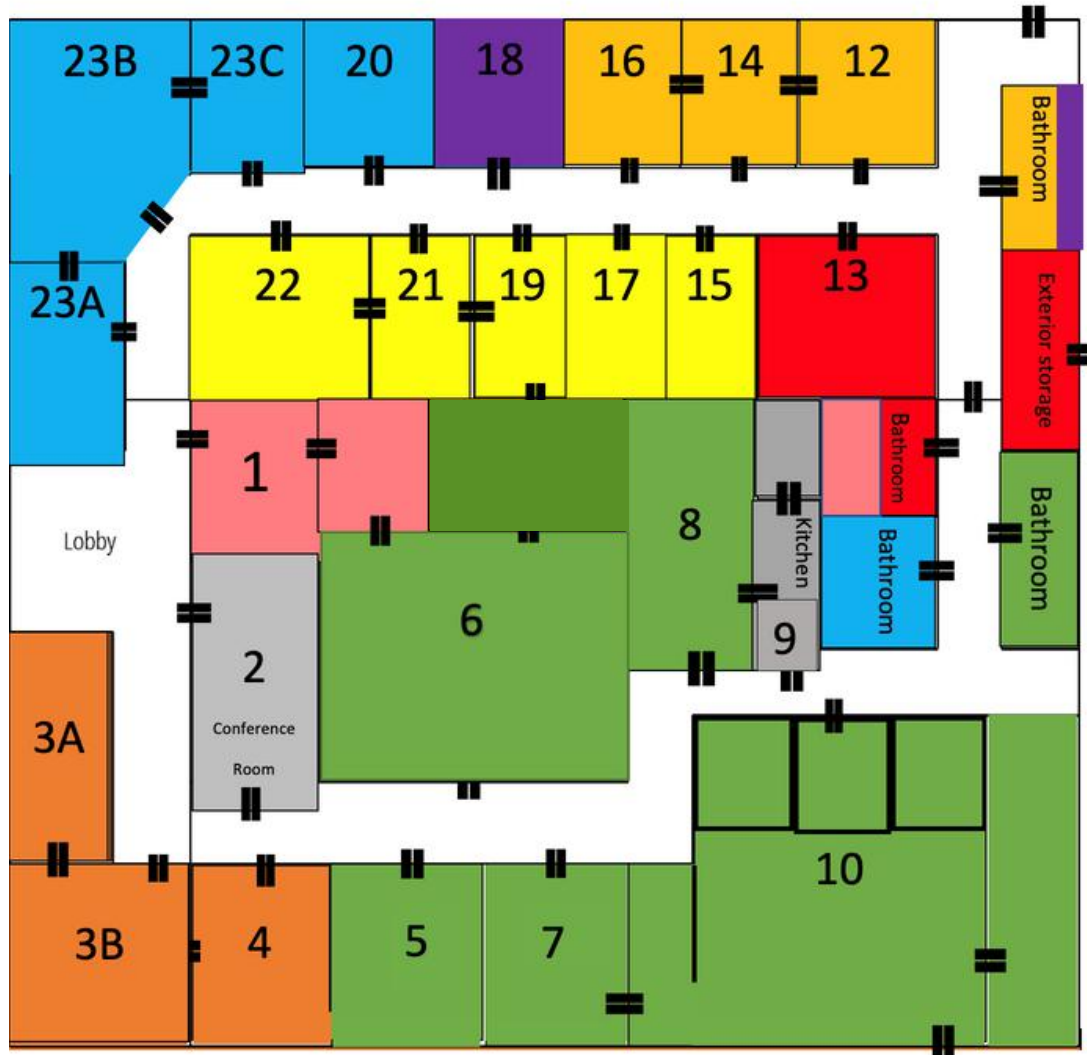 23B
23C
20
18
16
14
12
Bathroom
22
21
19
17
15
13
23A
Exterior storage
1
Bathroom
Lobby
8
Kitchen
Bathroom
Bathroom
6
9
2
Conference
Room
3A
10
3B
4
5
7